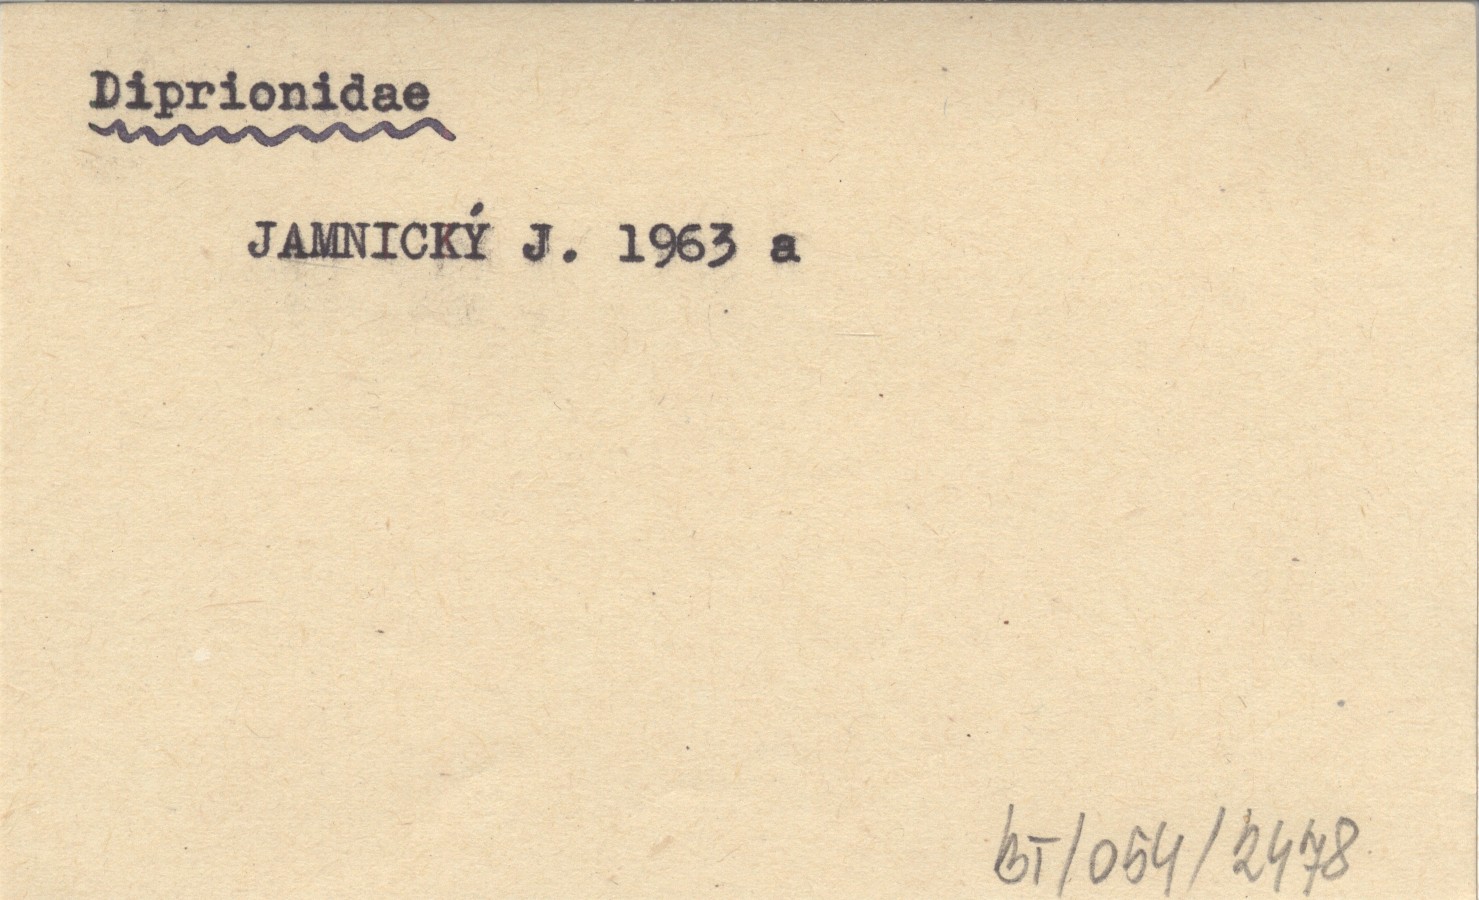 Diprionidae
JAMNICKÝ J. 1963 a
BT/054/2478